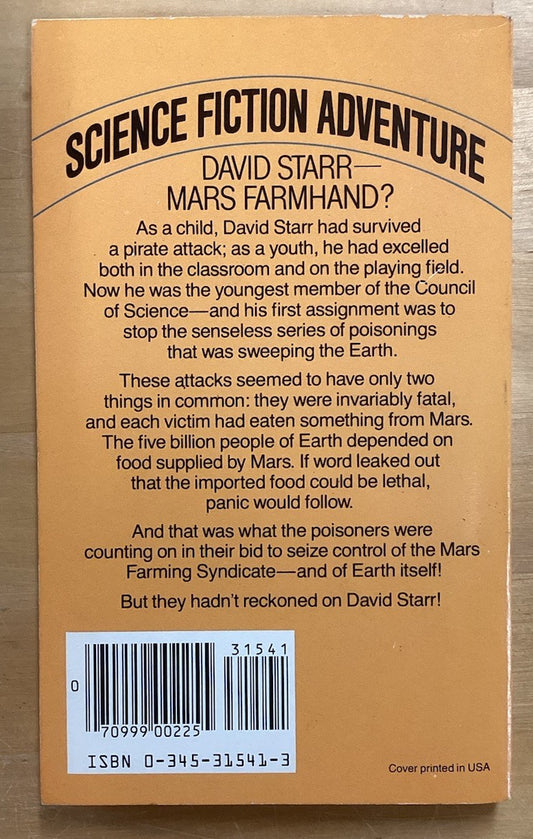 SCIENCE FICTION ADVENTURE
DAVID STARR—
MARS FARMHAND?
As a child, David Starr had survived
a pirate attack; as a youth, he had excelled
both in the classroom and on the playing field.
Now he was the youngest member of the Council
of Science—and his first assignment was to
stop the senseless series of poisonings
that was sweeping the Earth.
These attacks seemed to have only two
things in common: they were invariably fatal,
and each victim had eaten something from Mars.
The five billion people of Earth depended on
food supplied by Mars. If word leaked out
that the imported food could be lethal,
panic would follow.
And that was what the poisoners were
counting on in their bid to seize control of the Mars
Farming Syndicate—and of Earth itself!
But they hadn't reckoned on David Starr!
31541
0
70999 00225
ISBN 0-345-31541-3
Cover printed in USA